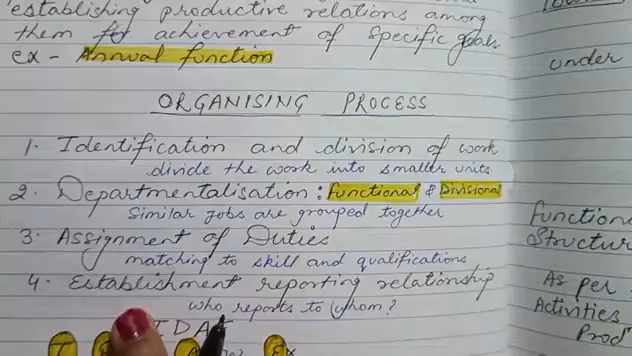 establishing productive relations among
them for achievement of specific goals.
ex - Annual function
ORGANISING PROCESS
1. Identification and division of work
divide the work into smaller units
2. Departmentalisation : functional & Divisional
Similar jobs are grouped together
3. Assignment of Duties
matching to skill and qualifications
4. Establishment reporting relationship
who reports to whom?
I D A E
under
Functiona
Structur
As per
Activities
Prod